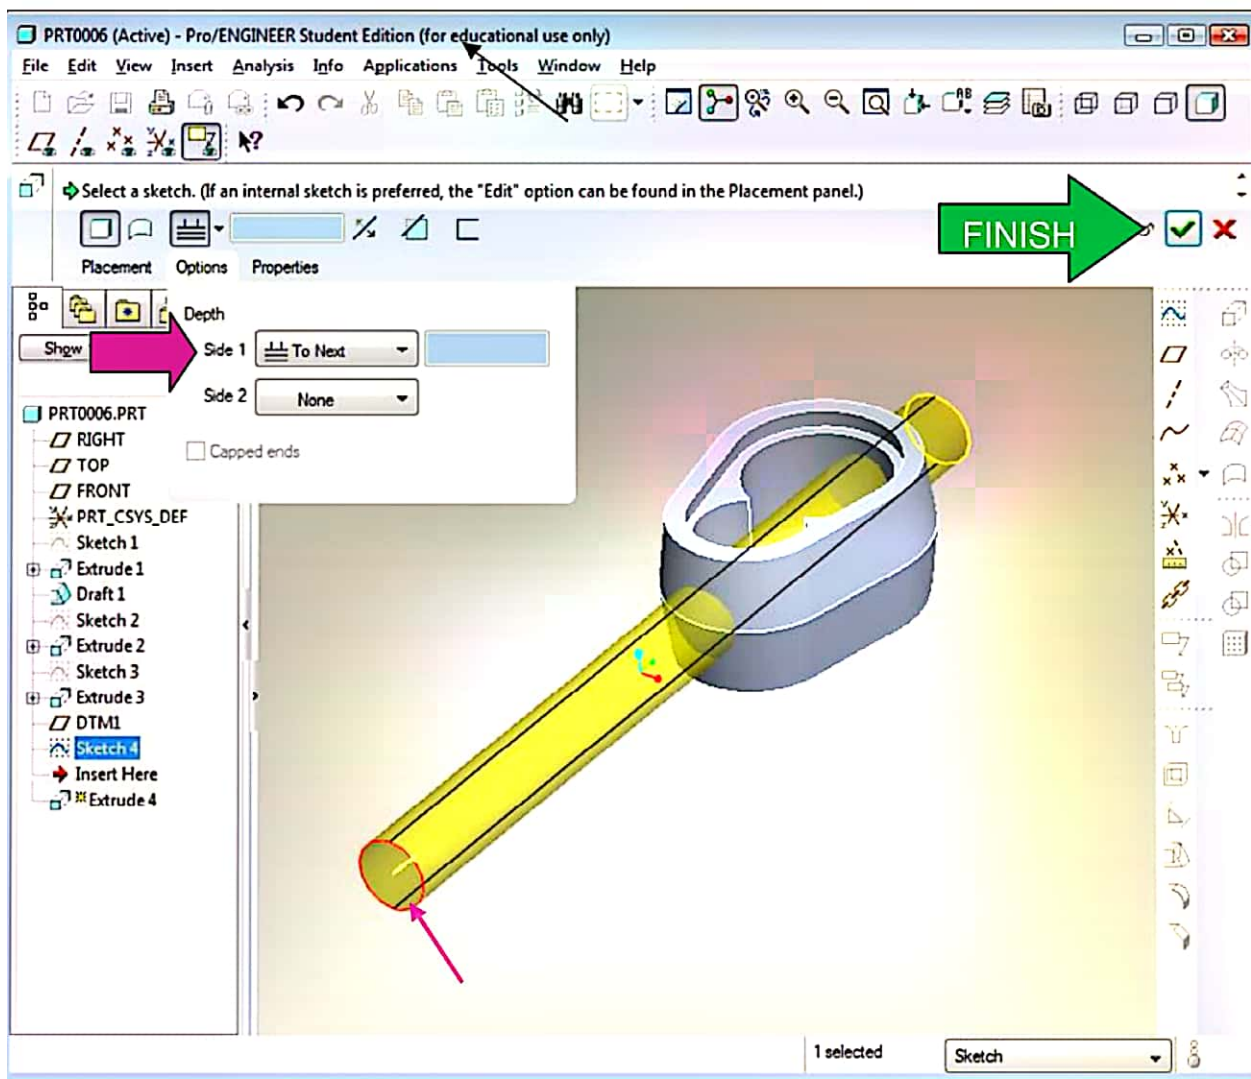 PRT0006 (Active) - Pro/ENGINEER Student Edition (for educational use only)
File Edit View Insert Analysis Info Applications Tools Window Help
Select a sketch. (If an internal sketch is preferred, the "Edit" option can be found in the Placement panel.)
FINISH
Placement Options Properties
Depth
Show
Side 1 To Next
Side 2 None
Capped ends
PRT0006.PRT
RIGHT
TOP
FRONT
PRT_CSYS_DEF
Sketch 1
Extrude 1
Draft 1
Sketch 2
Extrude 2
Sketch 3
Extrude 3
DTM1
Sketch 4
Insert Here
Extrude 4
1 selected Sketch